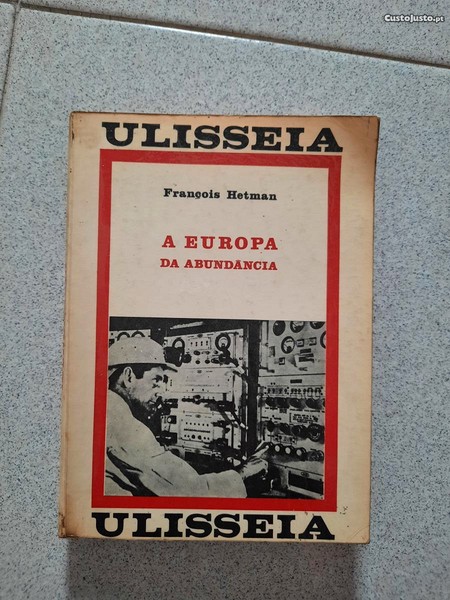 CustoJusto.pt
ULISSEIA
François Hetman
A EUROPA
DA ABUNDÂNCIA
ULISSEIA